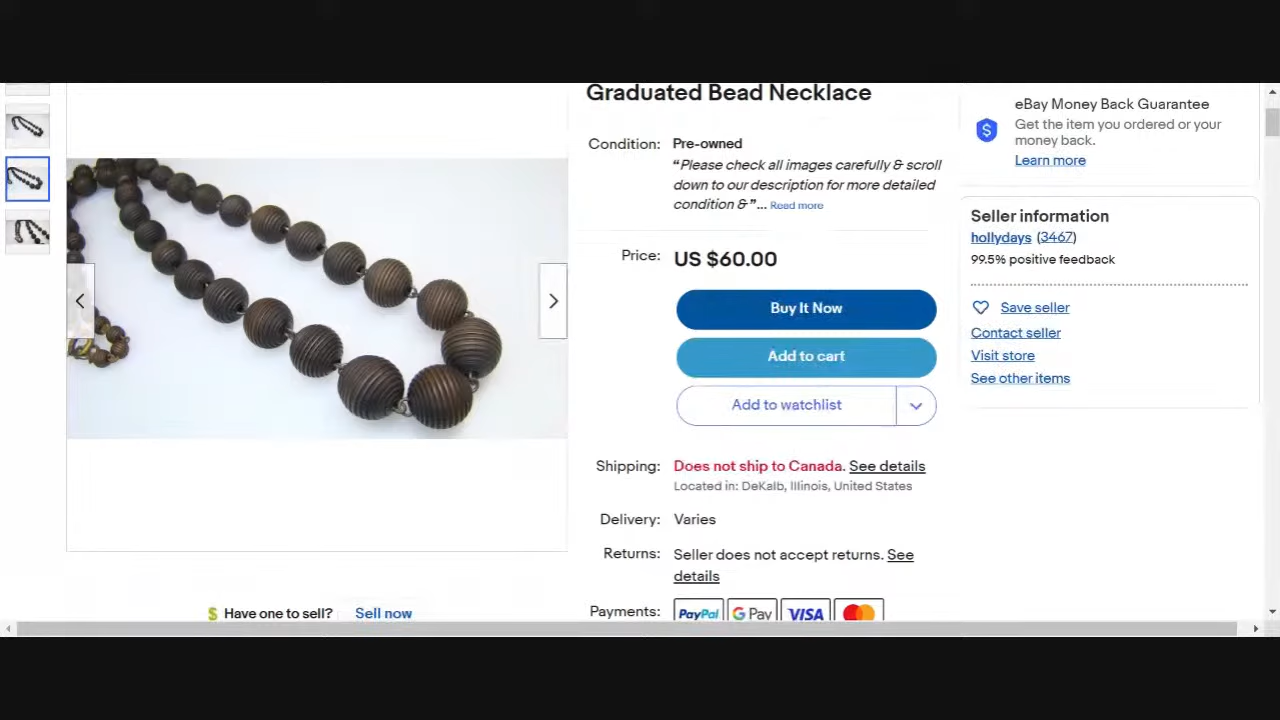 Graduated Bead Necklace
Condition: Pre-owned
“Please check all images carefully & scroll
down to our description for more detailed
condition &”... Read more
Price: US $60.00
Buy It Now
Add to cart
Add to watchlist
Shipping: Does not ship to Canada. See details
Located in: DeKalb, Illinois, United States
Delivery: Varies
Returns: Seller does not accept returns. See
details
Payments: PayPal G Pay VISA
$ Have one to sell? Sell now
eBay Money Back Guarantee
$ Get the item you ordered or your
money back.
Learn more
Seller information
hollydays (3467)
99.5% positive feedback
Save seller
Contact seller
Visit store
See other items